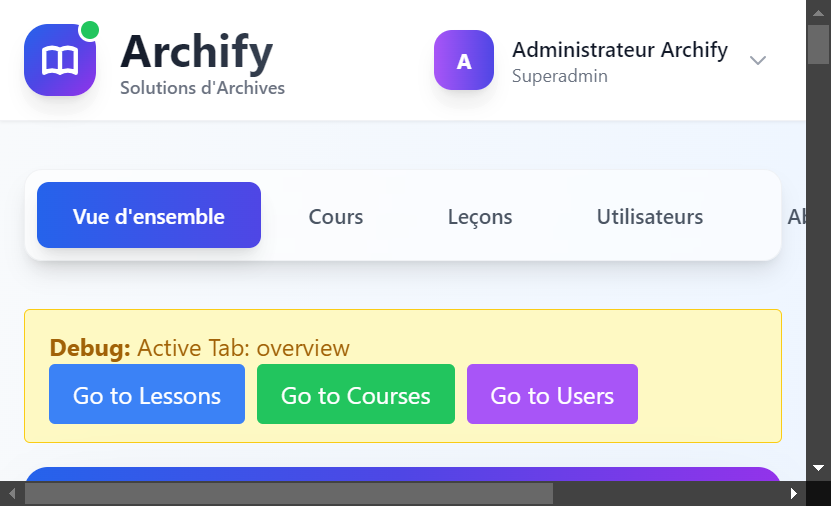 Archify
Solutions d'Archives
A
Administrateur Archify
Superadmin
Vue d'ensemble
Cours
Leçons
Utilisateurs
Debug: Active Tab: overview
Go to Lessons
Go to Courses
Go to Users